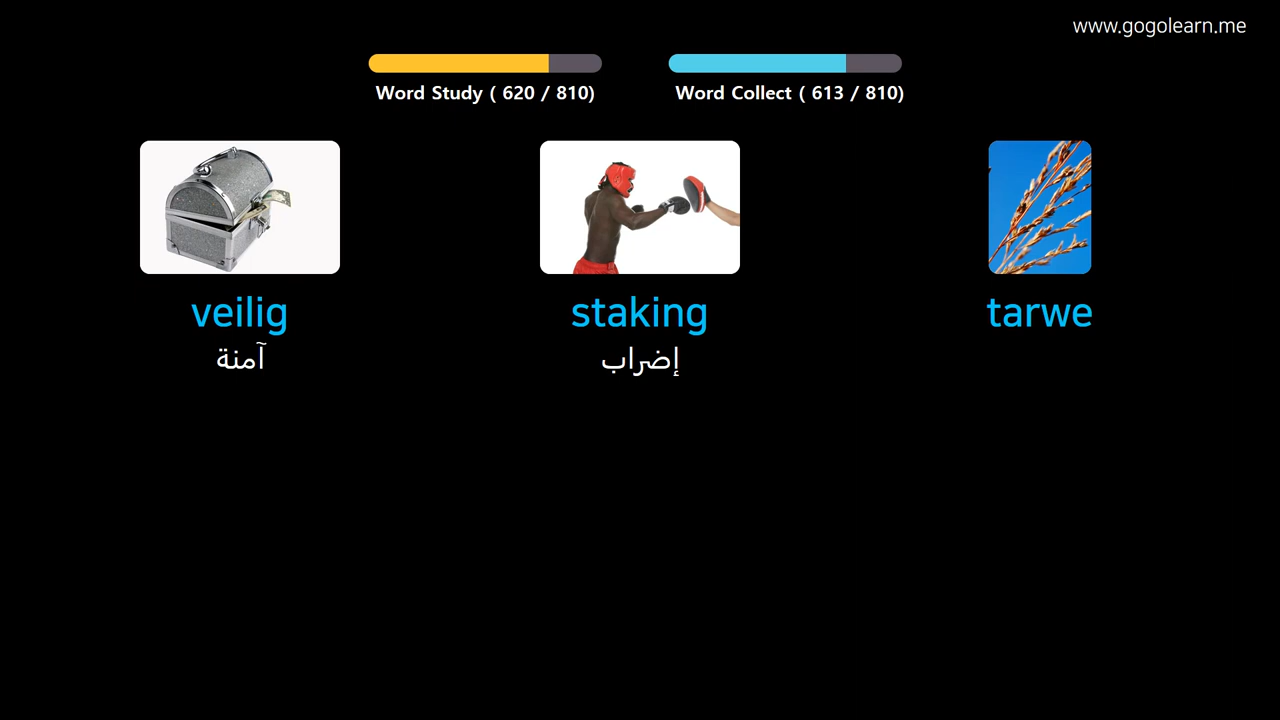 www.gogolearn.me
Word Study ( 620 / 810)
Word Collect ( 613 / 810)
veilig
آمنة
staking
إضراب
tarwe